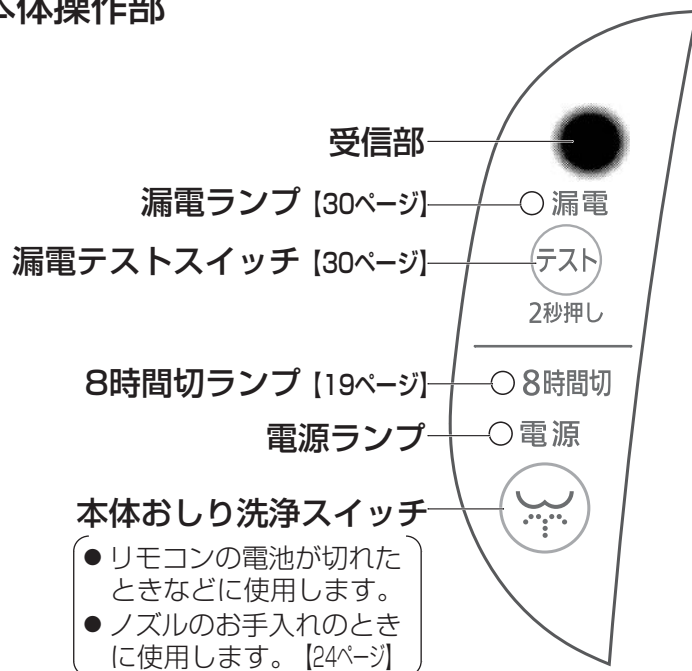 本体操作部
受信部
漏電ランプ【30ページ】
漏電
漏電テストスイッチ【30ページ】
テスト
2秒押し
8時間切ランプ【19ページ】
8時間切
電源ランプ
電源
本体おしり洗浄スイッチ
●リモコンの電池が切れた
ときなどに使用します。
●ノズルのお手入れのとき
に使用します。【24ページ】